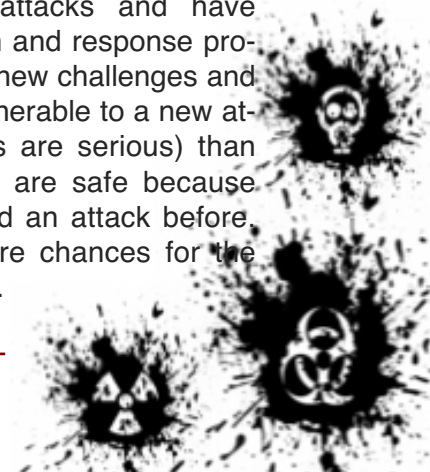 attacks and have
and response pro-
new challenges and
nerable to a new at-
s are serious) than
are safe because
d an attack before.
re chances for the